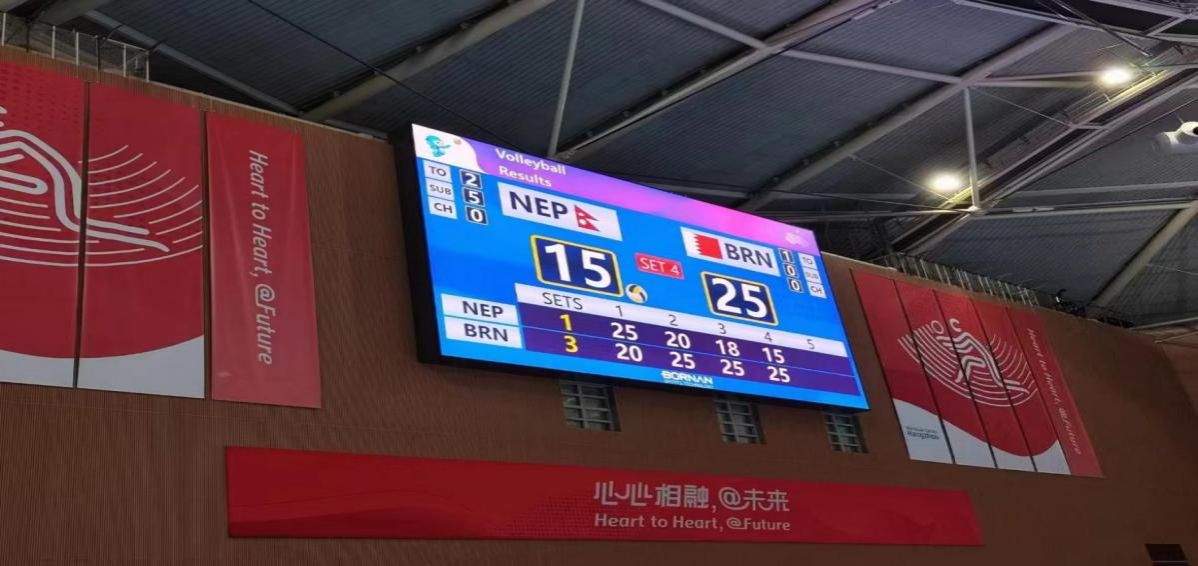 Heart to Heart, @Future
Volleyball
Results
TO 2
SUB 5
CH 0
NEP
BRN
1 TO
0 SUB
0 CH
15
SET 4
25
SETS 1 2 3 4 5
NEP 1 25 20 18 15
BRN 3 20 25 25 25
BORNAN
Heart to Heart, @Future
Hangzhou
心心相融,@未来
Heart to Heart, @Future